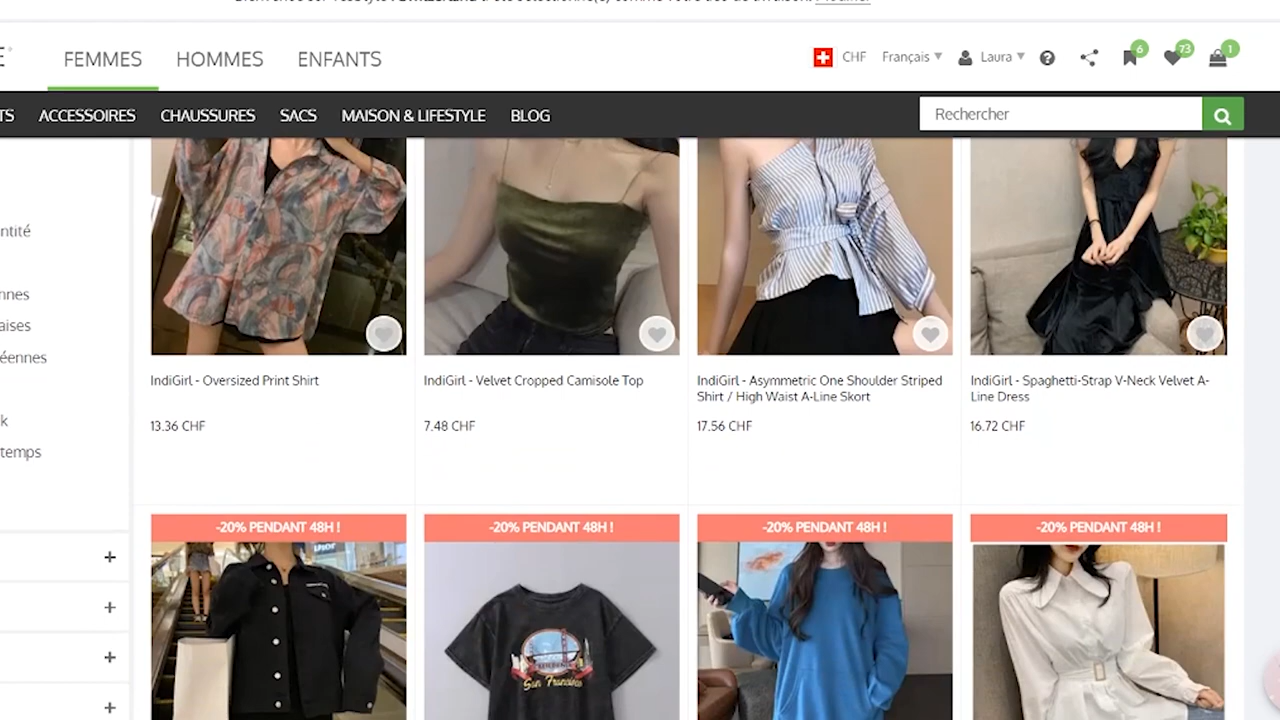 FEMMES HOMMES ENFANTS
CHF Français Laura 6 73 1
TS ACCESSOIRES CHAUSSURES SACS MAISON & LIFESTYLE BLOG
Rechercher
ntité
nnes
aises
éennes
k
temps
IndiGirl - Oversized Print Shirt
13.36 CHF
IndiGirl - Velvet Cropped Camisole Top
7.48 CHF
IndiGirl - Asymmetric One Shoulder Striped
Shirt / High Waist A-Line Skort
17.56 CHF
IndiGirl - Spaghetti-Strap V-Neck Velvet A-
Line Dress
16.72 CHF
-20% PENDANT 48H !
-20% PENDANT 48H !
-20% PENDANT 48H !
-20% PENDANT 48H !
San Francisco